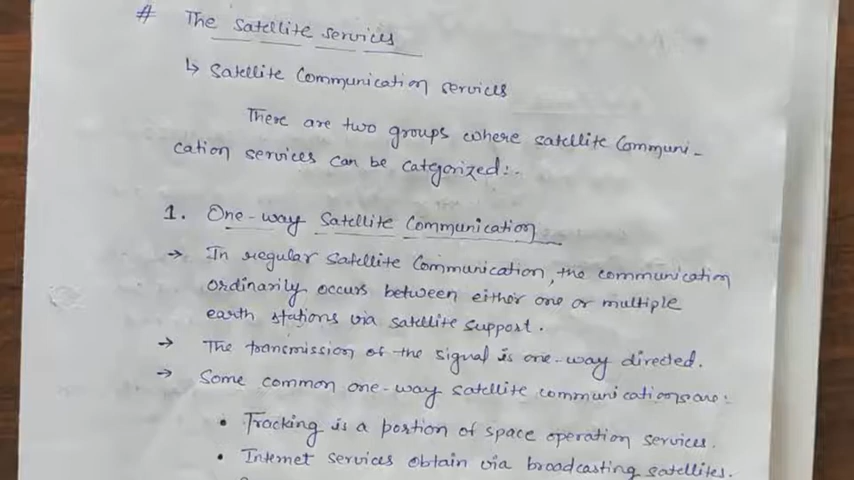 # The satellite services
↳ satellite communication services
There are two groups where satellite communi-
cation services can be categorized:-
1. One-way satellite communication
→ In regular satellite communication, the communication
ordinarily occurs between either one or multiple
earth stations via satellite support.
→ The transmission of the signal is one-way directed.
→ Some common one-way satellite communications are:
• Tracking is a portion of space operation services.
• Internet services obtain via broadcasting satellites.